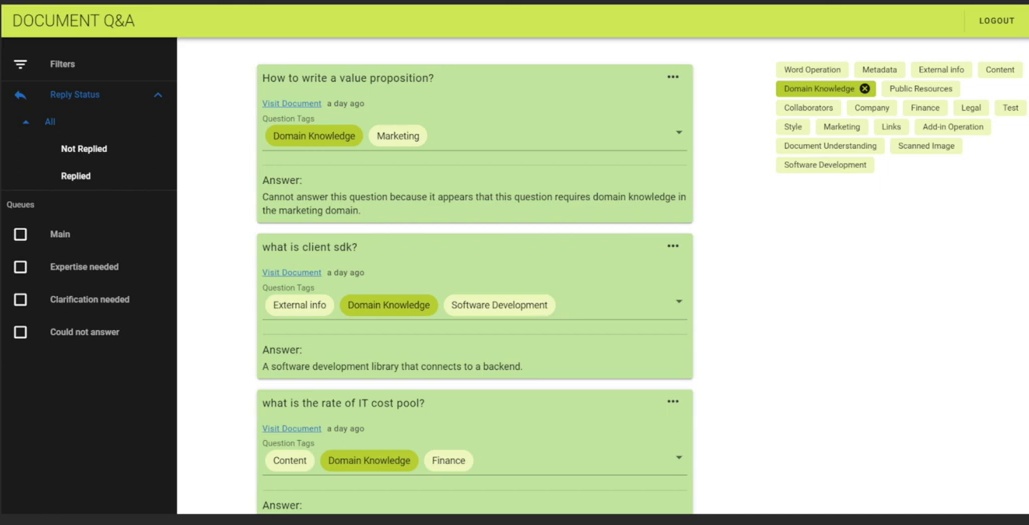 DOCUMENT Q&A
LOGOUT
Filters
Reply Status
All
Not Replied
Replied
Queues
Main
Expertise needed
Clarification needed
Could not answer
How to write a value proposition?
Visit Document a day ago
Question Tags
Domain Knowledge Marketing
Answer:
Cannot answer this question because it appears that this question requires domain knowledge in
the marketing domain.
what is client sdk?
Visit Document a day ago
Question Tags
External info Domain Knowledge Software Development
Answer:
A software development library that connects to a backend.
what is the rate of IT cost pool?
Visit Document a day ago
Question Tags
Content Domain Knowledge Finance
Answer:
Word Operation Metadata External info Content
Domain Knowledge Public Resources
Collaborators Company Finance Legal Test
Style Marketing Links Add-in Operation
Document Understanding Scanned Image
Software Development